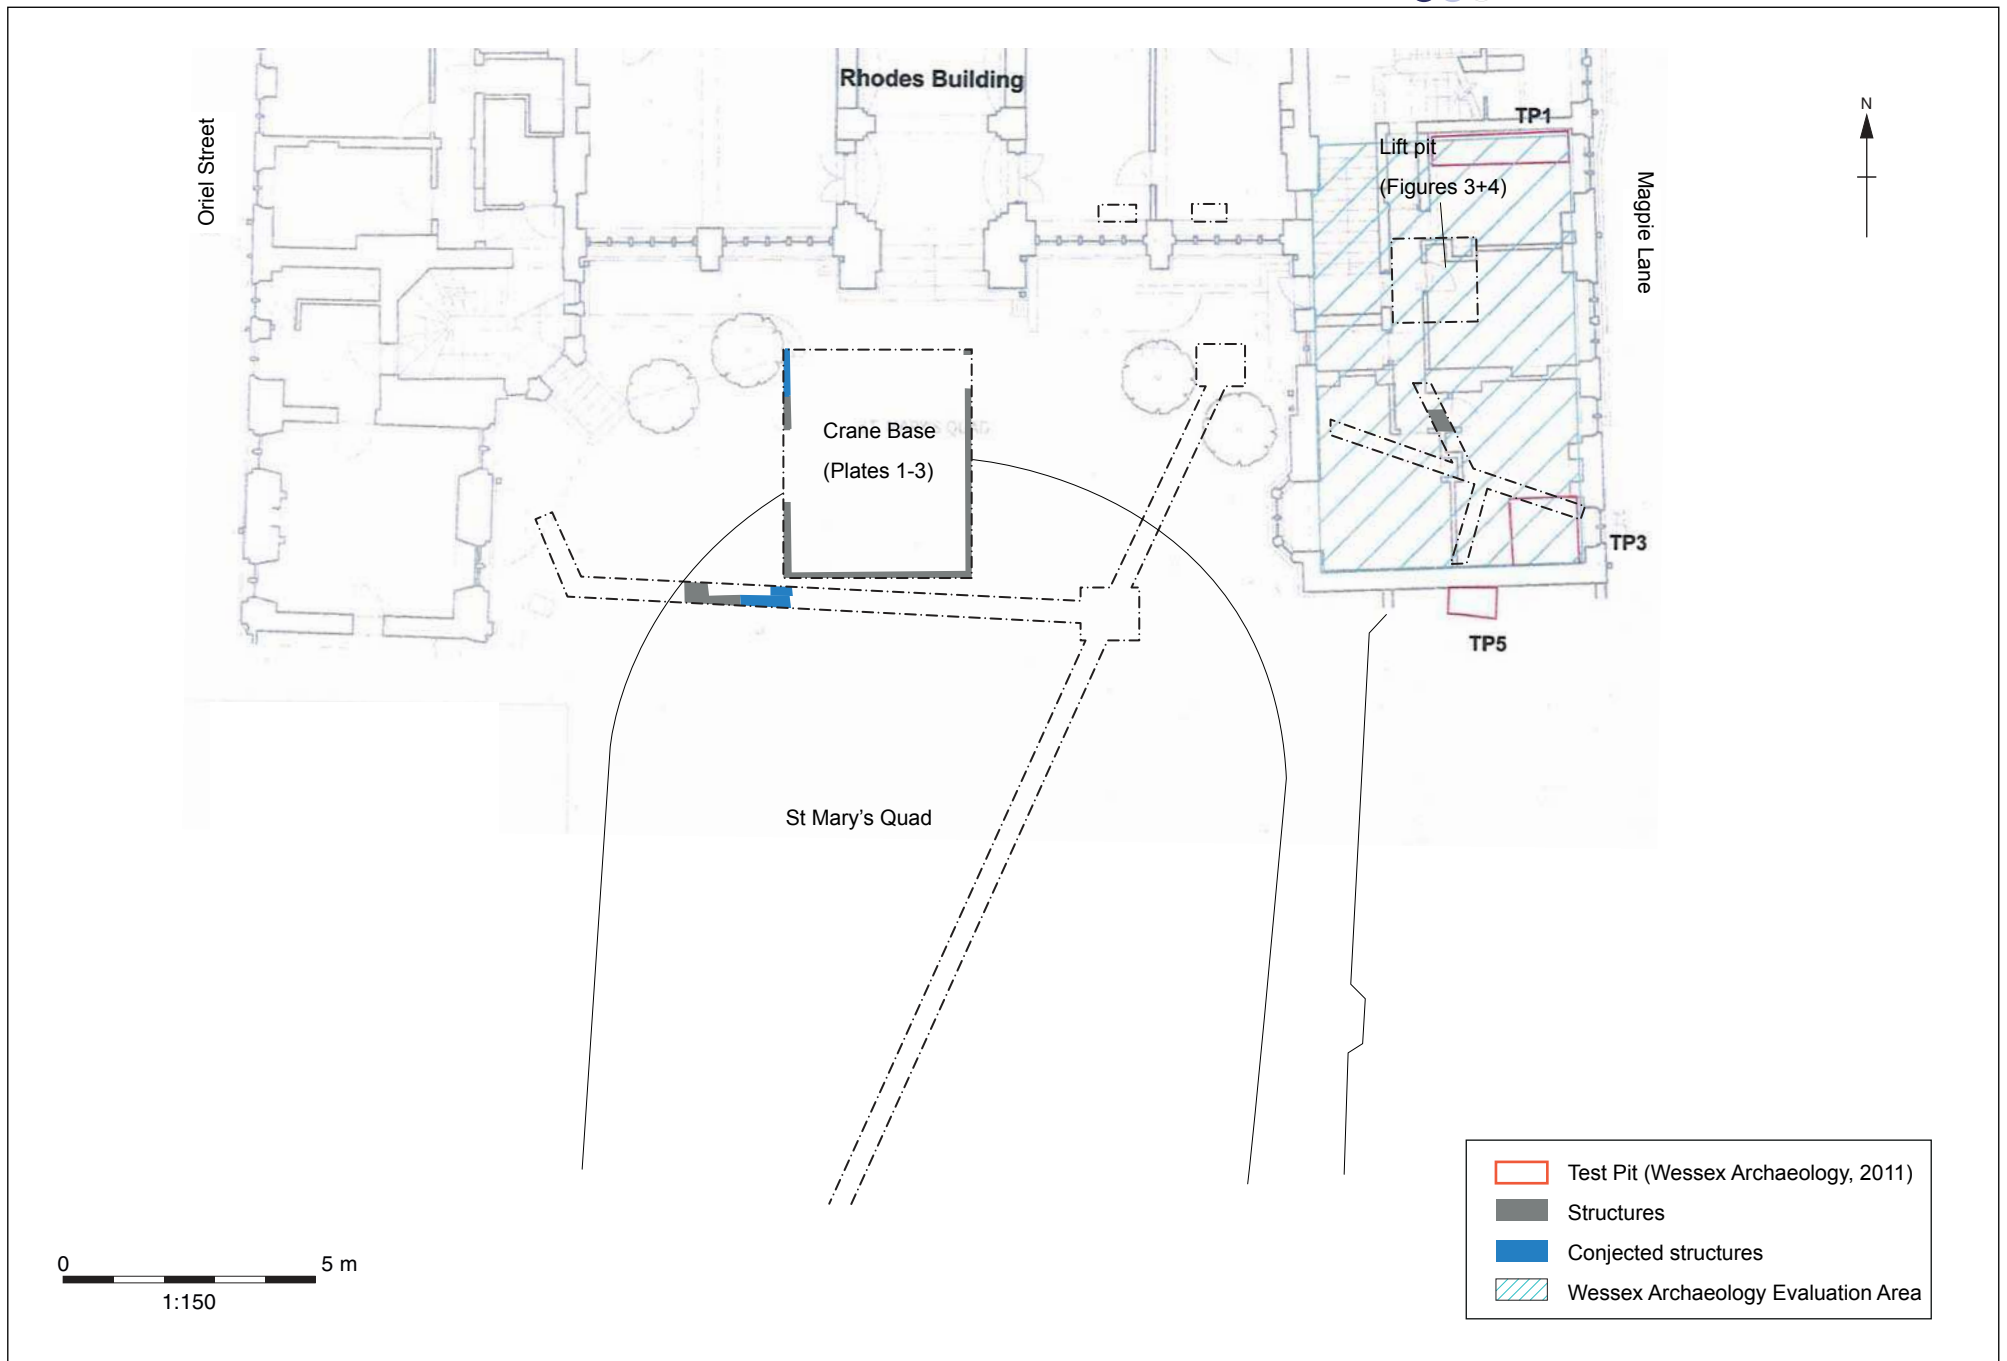 Rhodes Building
N
TP1
Lift pit
(Figures 3+4)
Oriel Street
Magpie Lane
Crane Base
(Plates 1-3)
TP3
TP5
St Mary's Quad
Test Pit (Wessex Archaeology, 2011)
Structures
Conjected structures
Wessex Archaeology Evaluation Area
0 5 m
1:150